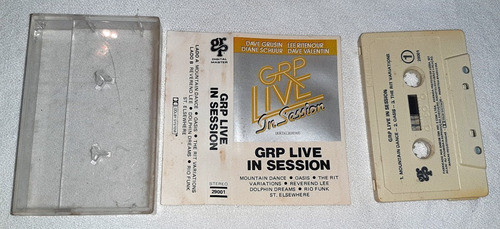 grp
DIGITAL
MASTER
LADO A MOUNTAIN DANCE • OASIS • THE RIT VARIATIONS
LADO B REVEREND LEE • DOLPHIN DREAMS • RIO FUNK
ST. ELSEWHERE
GRP LIVE
IN SESSION
STEREO
29001
DAVE GRUSIN LEE RITENOUR
DIANE SCHUUR DAVE VALENTIN
GRP
LIVE
In Session
GRP LIVE
IN SESSION
MOUNTAIN DANCE • OASIS • THE RIT
VARIATIONS • REVEREND LEE
DOLPHIN DREAMS • RIO FUNK
ST. ELSEWHERE
GRP LIVE IN SESSION
1. MOUNTAIN DANCE - 2. OASIS - 3. THE RIT VARIATIONS
1
grp